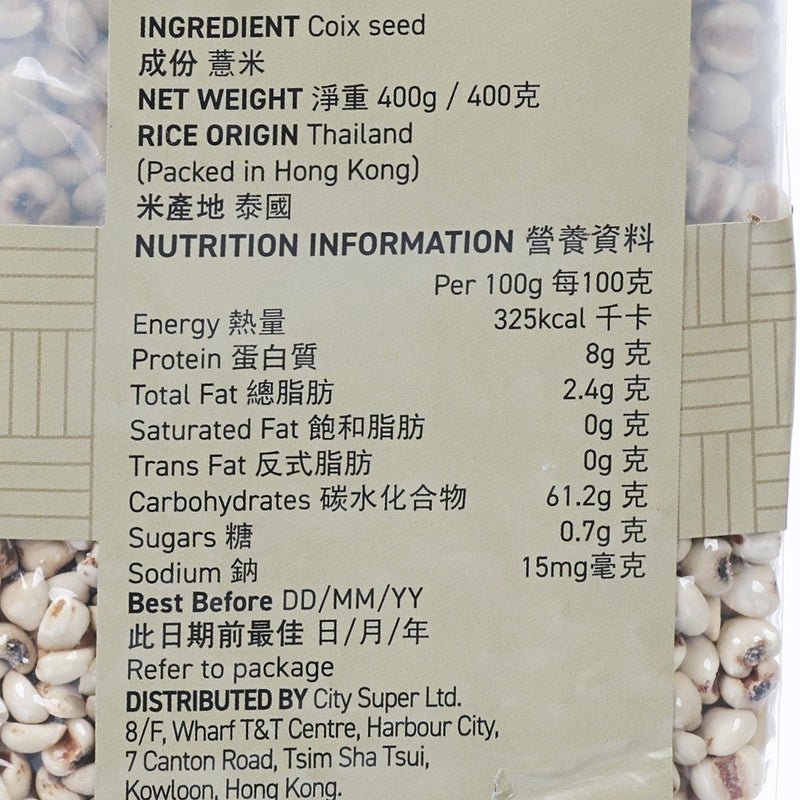 INGREDIENT Coix seed
成份 薏米
NET WEIGHT 淨重 400g / 400克
RICE ORIGIN Thailand
(Packed in Hong Kong)
米產地 泰國
NUTRITION INFORMATION 營養資料
Per 100g 每100克
Energy 熱量 325kcal 千卡
Protein 蛋白質 8g 克
Total Fat 總脂肪 2.4g 克
Saturated Fat 飽和脂肪 0g 克
Trans Fat 反式脂肪 0g 克
Carbohydrates 碳水化合物 61.2g 克
Sugars 糖 0.7g 克
Sodium 鈉 15mg毫克
Best Before DD/MM/YY
此日期前最佳 日/月/年
Refer to package
DISTRIBUTED BY City Super Ltd.
8/F, Wharf T&T Centre, Harbour City,
7 Canton Road, Tsim Sha Tsui,
Kowloon, Hong Kong.